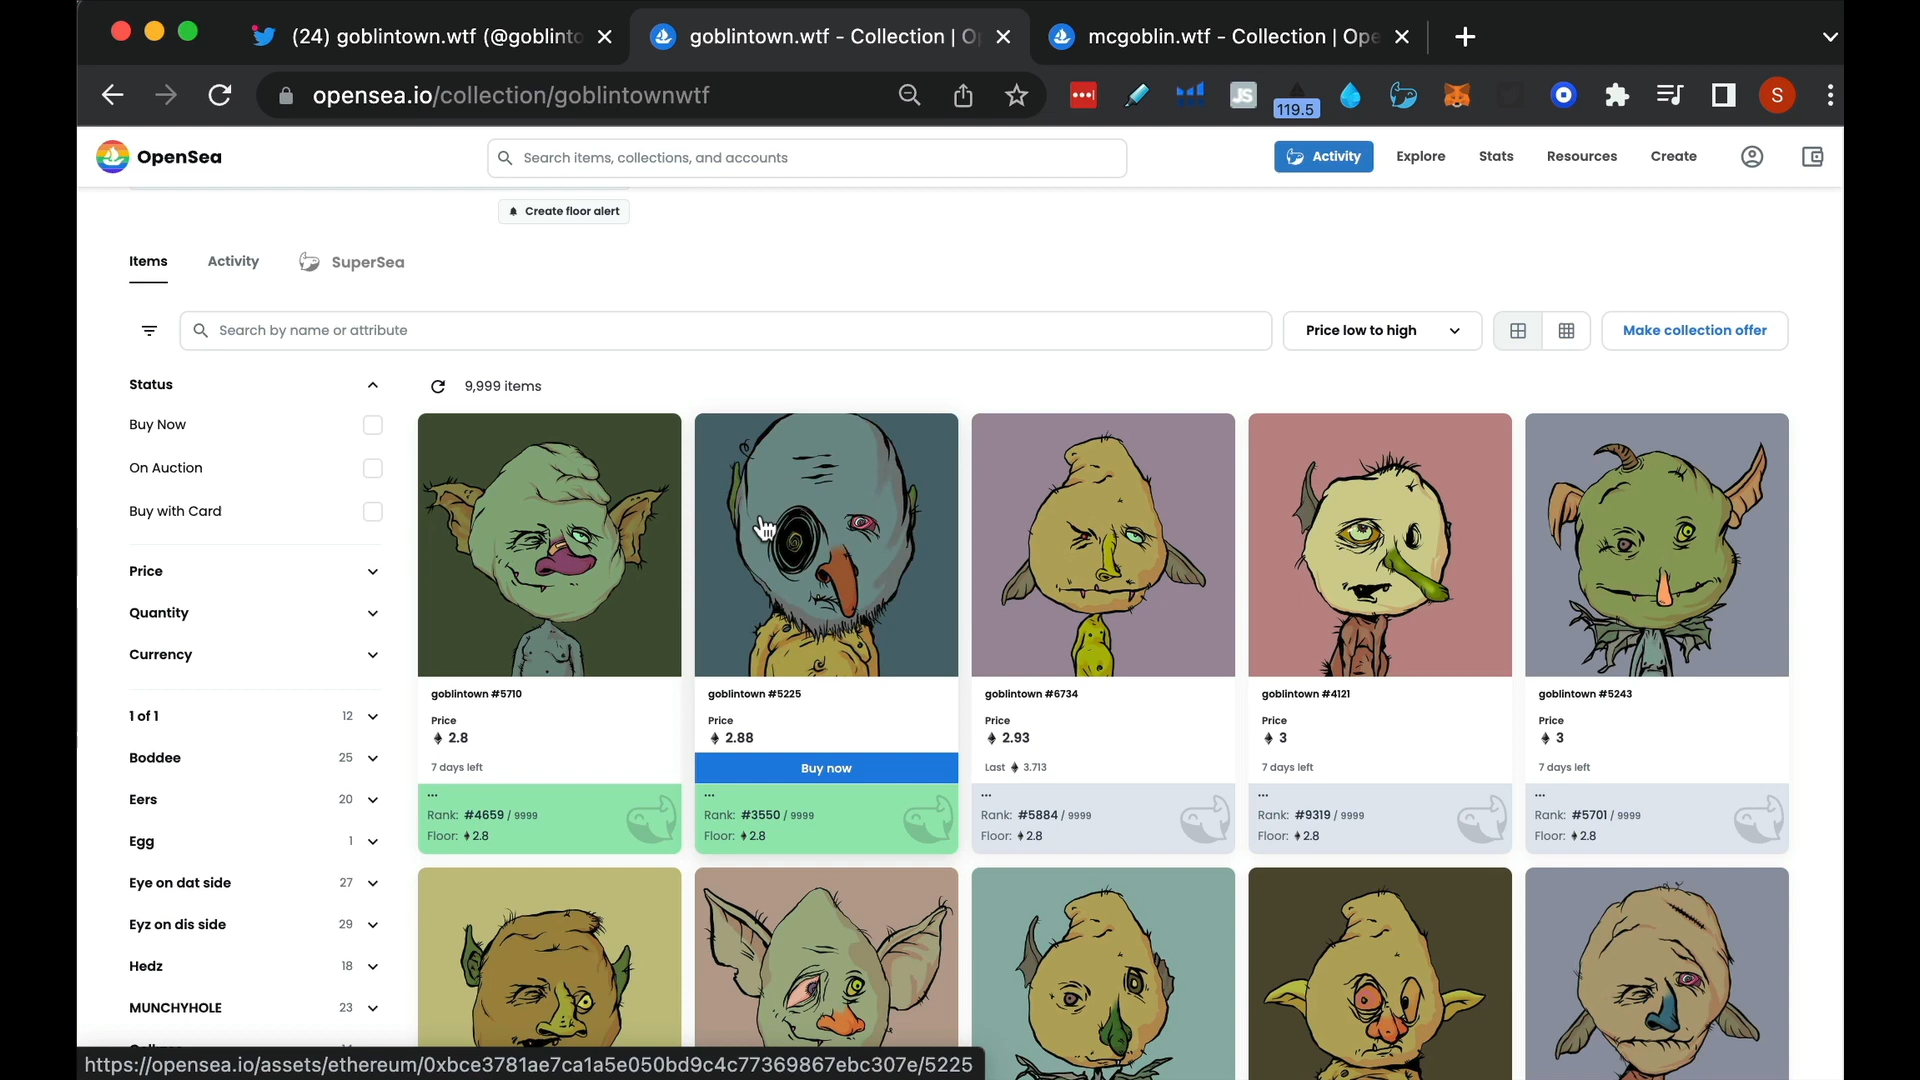 (24) goblintown.wtf (@goblinto
goblintown.wtf - Collection | Op
mcgoblin.wtf - Collection | Ope
opensea.io/collection/goblintownwtf
JS
119.5
S
OpenSea
Search items, collections, and accounts
Activity
Explore
Stats
Resources
Create
Create floor alert
Items
Activity
SuperSea
Search by name or attribute
Price low to high
Make collection offer
Status
9,999 items
Buy Now
On Auction
Buy with Card
Price
Quantity
Currency
1 of 1 12
Boddee 25
Eers 20
Egg 1
Eye on dat side 27
Eyz on dis side 29
Hedz 18
MUNCHYHOLE 23
goblintown #5710
Price
2.8
7 days left
...
Rank: #4659 / 9999
Floor: 2.8
goblintown #5225
Price
2.88
Buy now
...
Rank: #3550 / 9999
Floor: 2.8
goblintown #6734
Price
2.93
Last 3.713
...
Rank: #5884 / 9999
Floor: 2.8
goblintown #4121
Price
3
7 days left
...
Rank: #9319 / 9999
Floor: 2.8
goblintown #5243
Price
3
7 days left
...
Rank: #5701 / 9999
Floor: 2.8
https://opensea.io/assets/ethereum/0xbce3781ae7ca1a5e050bd9c4c77369867ebc307e/5225